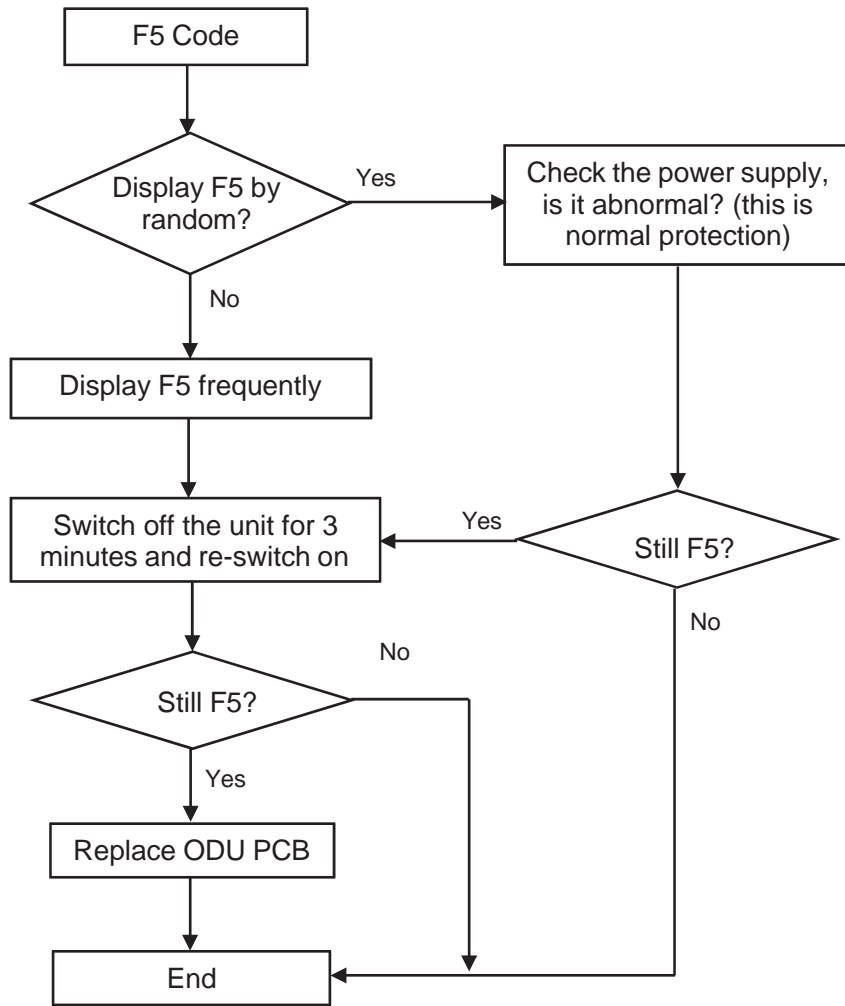 F5 Code
Display F5 by
random?
Yes
Check the power supply,
is it abnormal? (this is
normal protection)
No
Display F5 frequently
Switch off the unit for 3
minutes and re-switch on
Yes
Still F5?
No
No
Still F5?
Yes
Replace ODU PCB
End